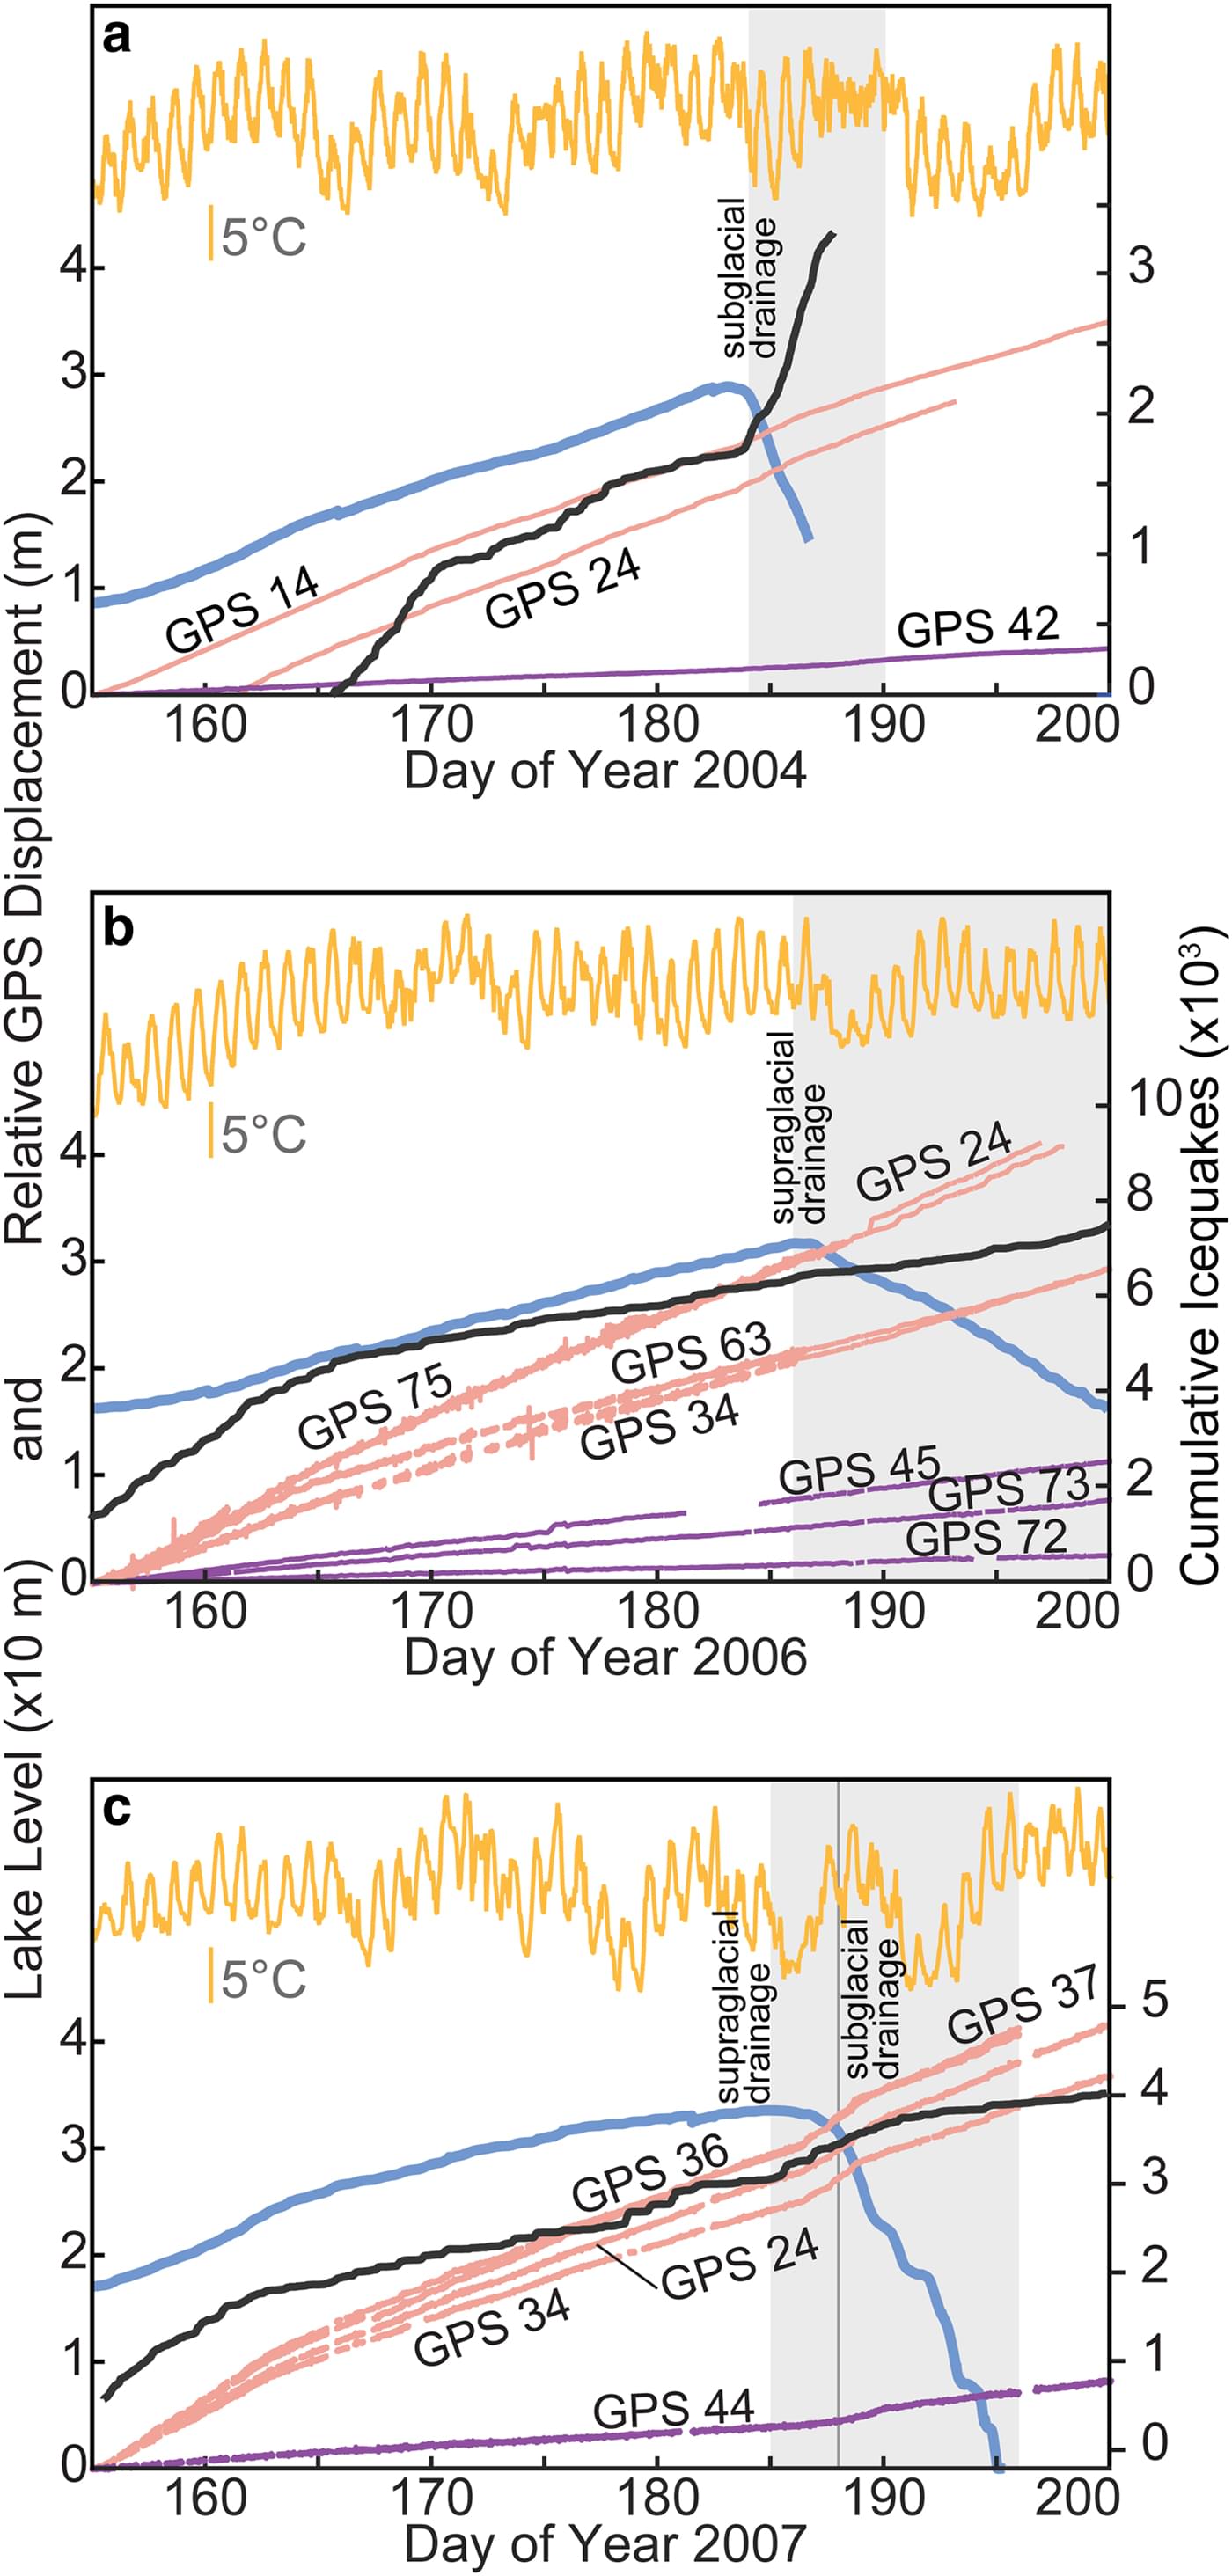 a
5°C
subglacial
drainage
4
3
2
1
0
3
2
1
0
GPS 14
GPS 24
GPS 42
160
170
180
190
200
Day of Year 2004
Relative GPS Displacement (m)
and
Lake Level (x10 m)
Cumulative Icequakes (x10³)
b
5°C
supraglacial
drainage
4
3
2
1
0
10
8
6
4
2
0
GPS 24
GPS 63
GPS 75
GPS 34
GPS 45
GPS 73
GPS 72
160
170
180
190
200
Day of Year 2006
c
5°C
supraglacial
drainage
subglacial
drainage
4
3
2
1
0
5
4
3
2
1
0
GPS 37
GPS 36
GPS 24
GPS 34
GPS 44
160
170
180
190
200
Day of Year 2007